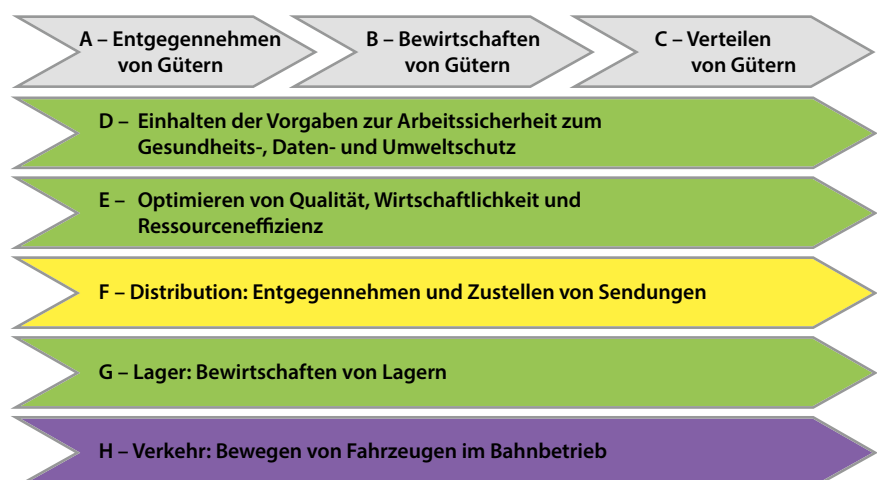 A – Entgegennehmen
von Gütern
B – Bewirtschaften
von Gütern
C – Verteilen
von Gütern
D – Einhalten der Vorgaben zur Arbeitssicherheit zum
Gesundheits-, Daten- und Umweltschutz
E – Optimieren von Qualität, Wirtschaftlichkeit und
Ressourceneffizienz
F – Distribution: Entgegennehmen und Zustellen von Sendungen
G – Lager: Bewirtschaften von Lagern
H – Verkehr: Bewegen von Fahrzeugen im Bahnbetrieb